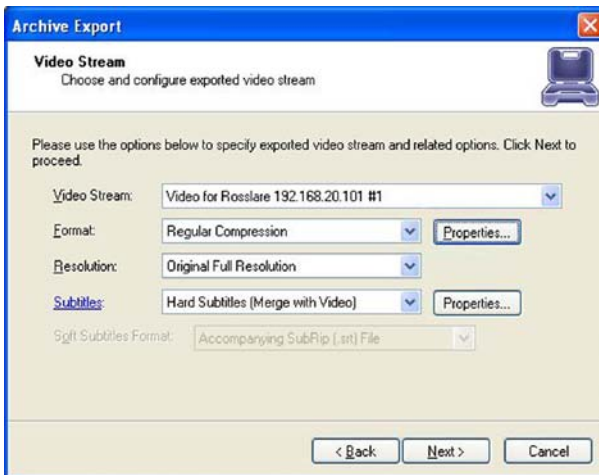 Archive Export
Video Stream
Choose and configure exported video stream
Please use the options below to specify exported video stream and related options. Click Next to
proceed.
Video Stream: Video for Rosslare 192.168.20.101 #1
Format: Regular Compression Properties...
Resolution: Original Full Resolution
Subtitles: Hard Subtitles (Merge with Video) Properties...
Soft Subtitles Format: Accompanying SubRip (.srt) File
< Back Next > Cancel